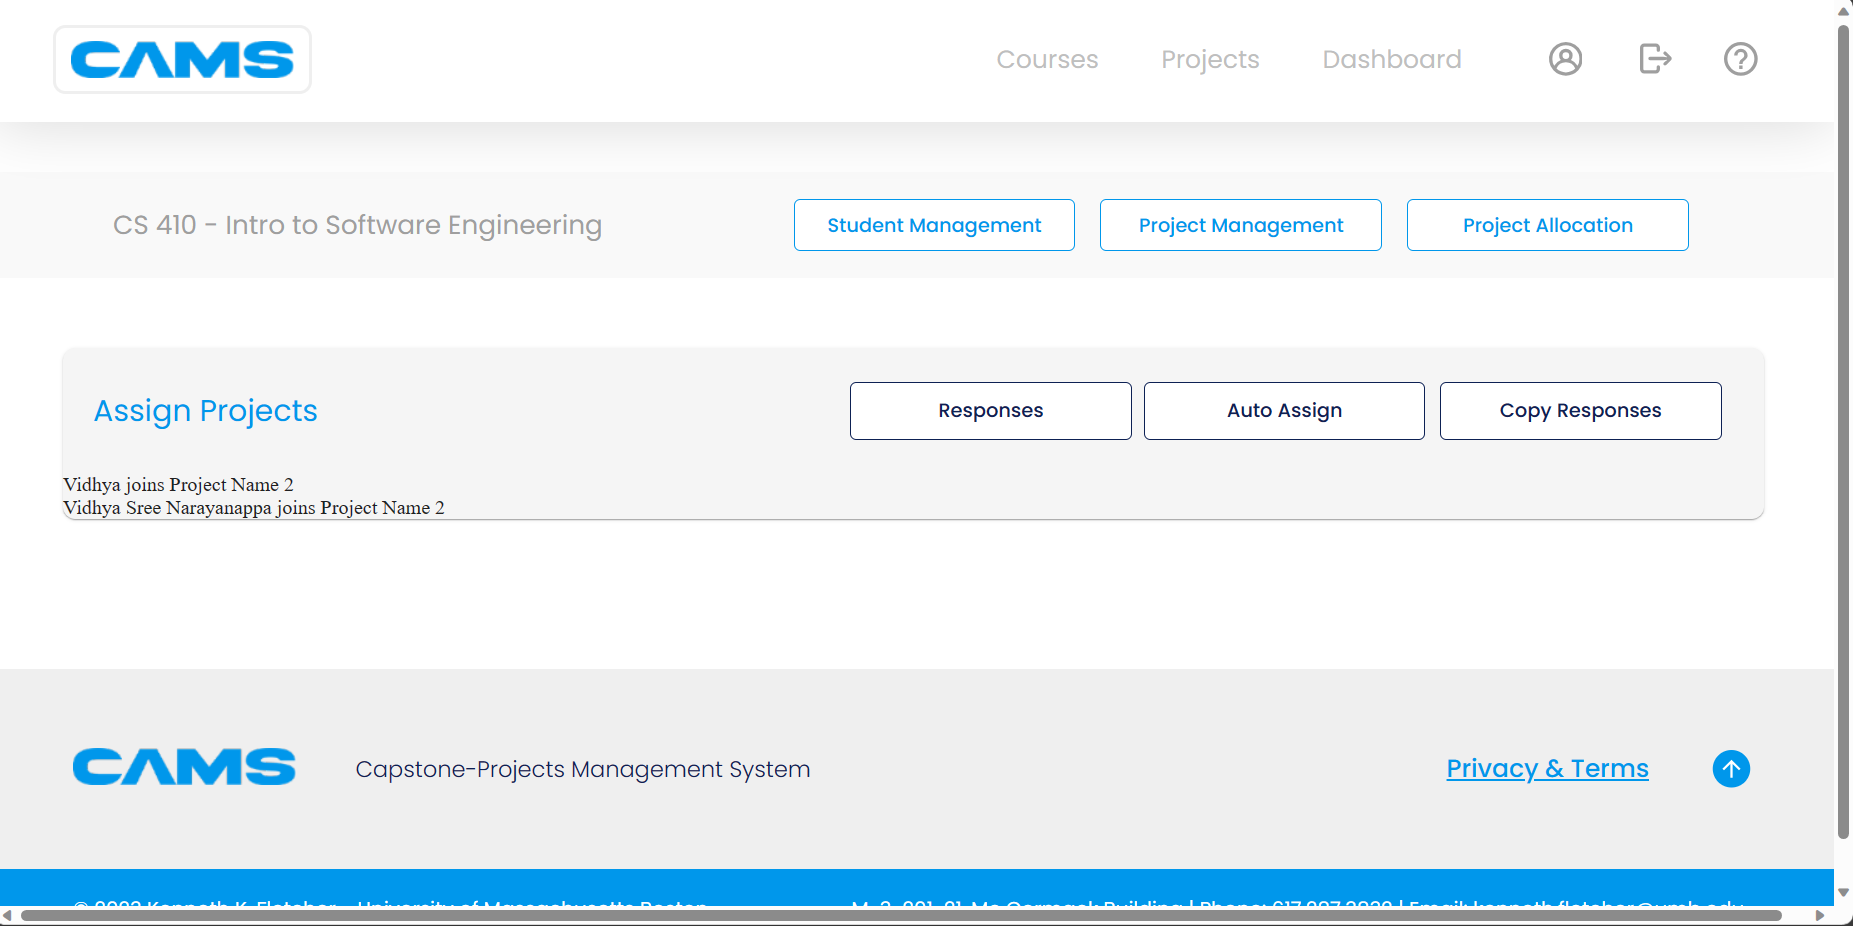 CAMS
Courses Projects Dashboard
CS 410 - Intro to Software Engineering
Student Management
Project Management
Project Allocation
Assign Projects
Responses
Auto Assign
Copy Responses
Vidhya joins Project Name 2
Vidhya Sree Narayanappa joins Project Name 2
CAMS
Capstone-Projects Management System
Privacy & Terms